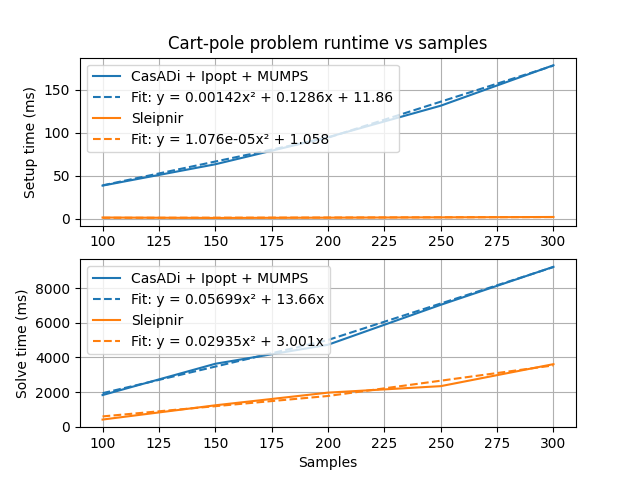 Cart-pole problem runtime vs samples
Setup time (ms)
150
100
50
0
CasADi + Ipopt + MUMPS
Fit: y = 0.00142x² + 0.1286x + 11.86
Sleipnir
Fit: y = 1.076e-05x² + 1.058
100 125 150 175 200 225 250 275 300
Solve time (ms)
8000
6000
4000
2000
0
CasADi + Ipopt + MUMPS
Fit: y = 0.05699x² + 13.66x
Sleipnir
Fit: y = 0.02935x² + 3.001x
100 125 150 175 200 225 250 275 300
Samples